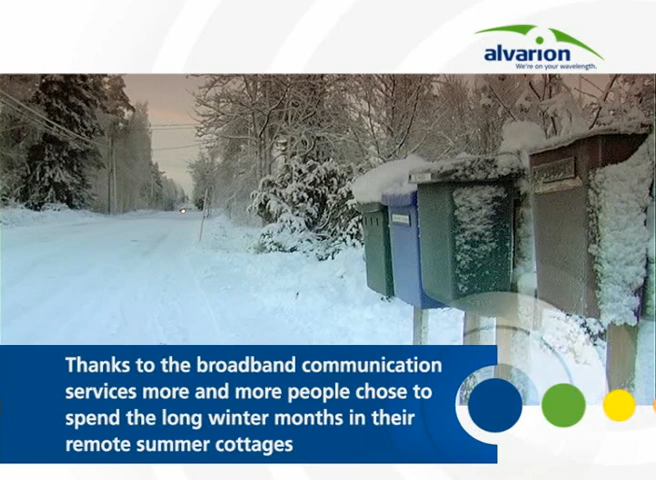 alvarion
We're on your wavelength.
Thanks to the broadband communication
services more and more people chose to
spend the long winter months in their
remote summer cottages